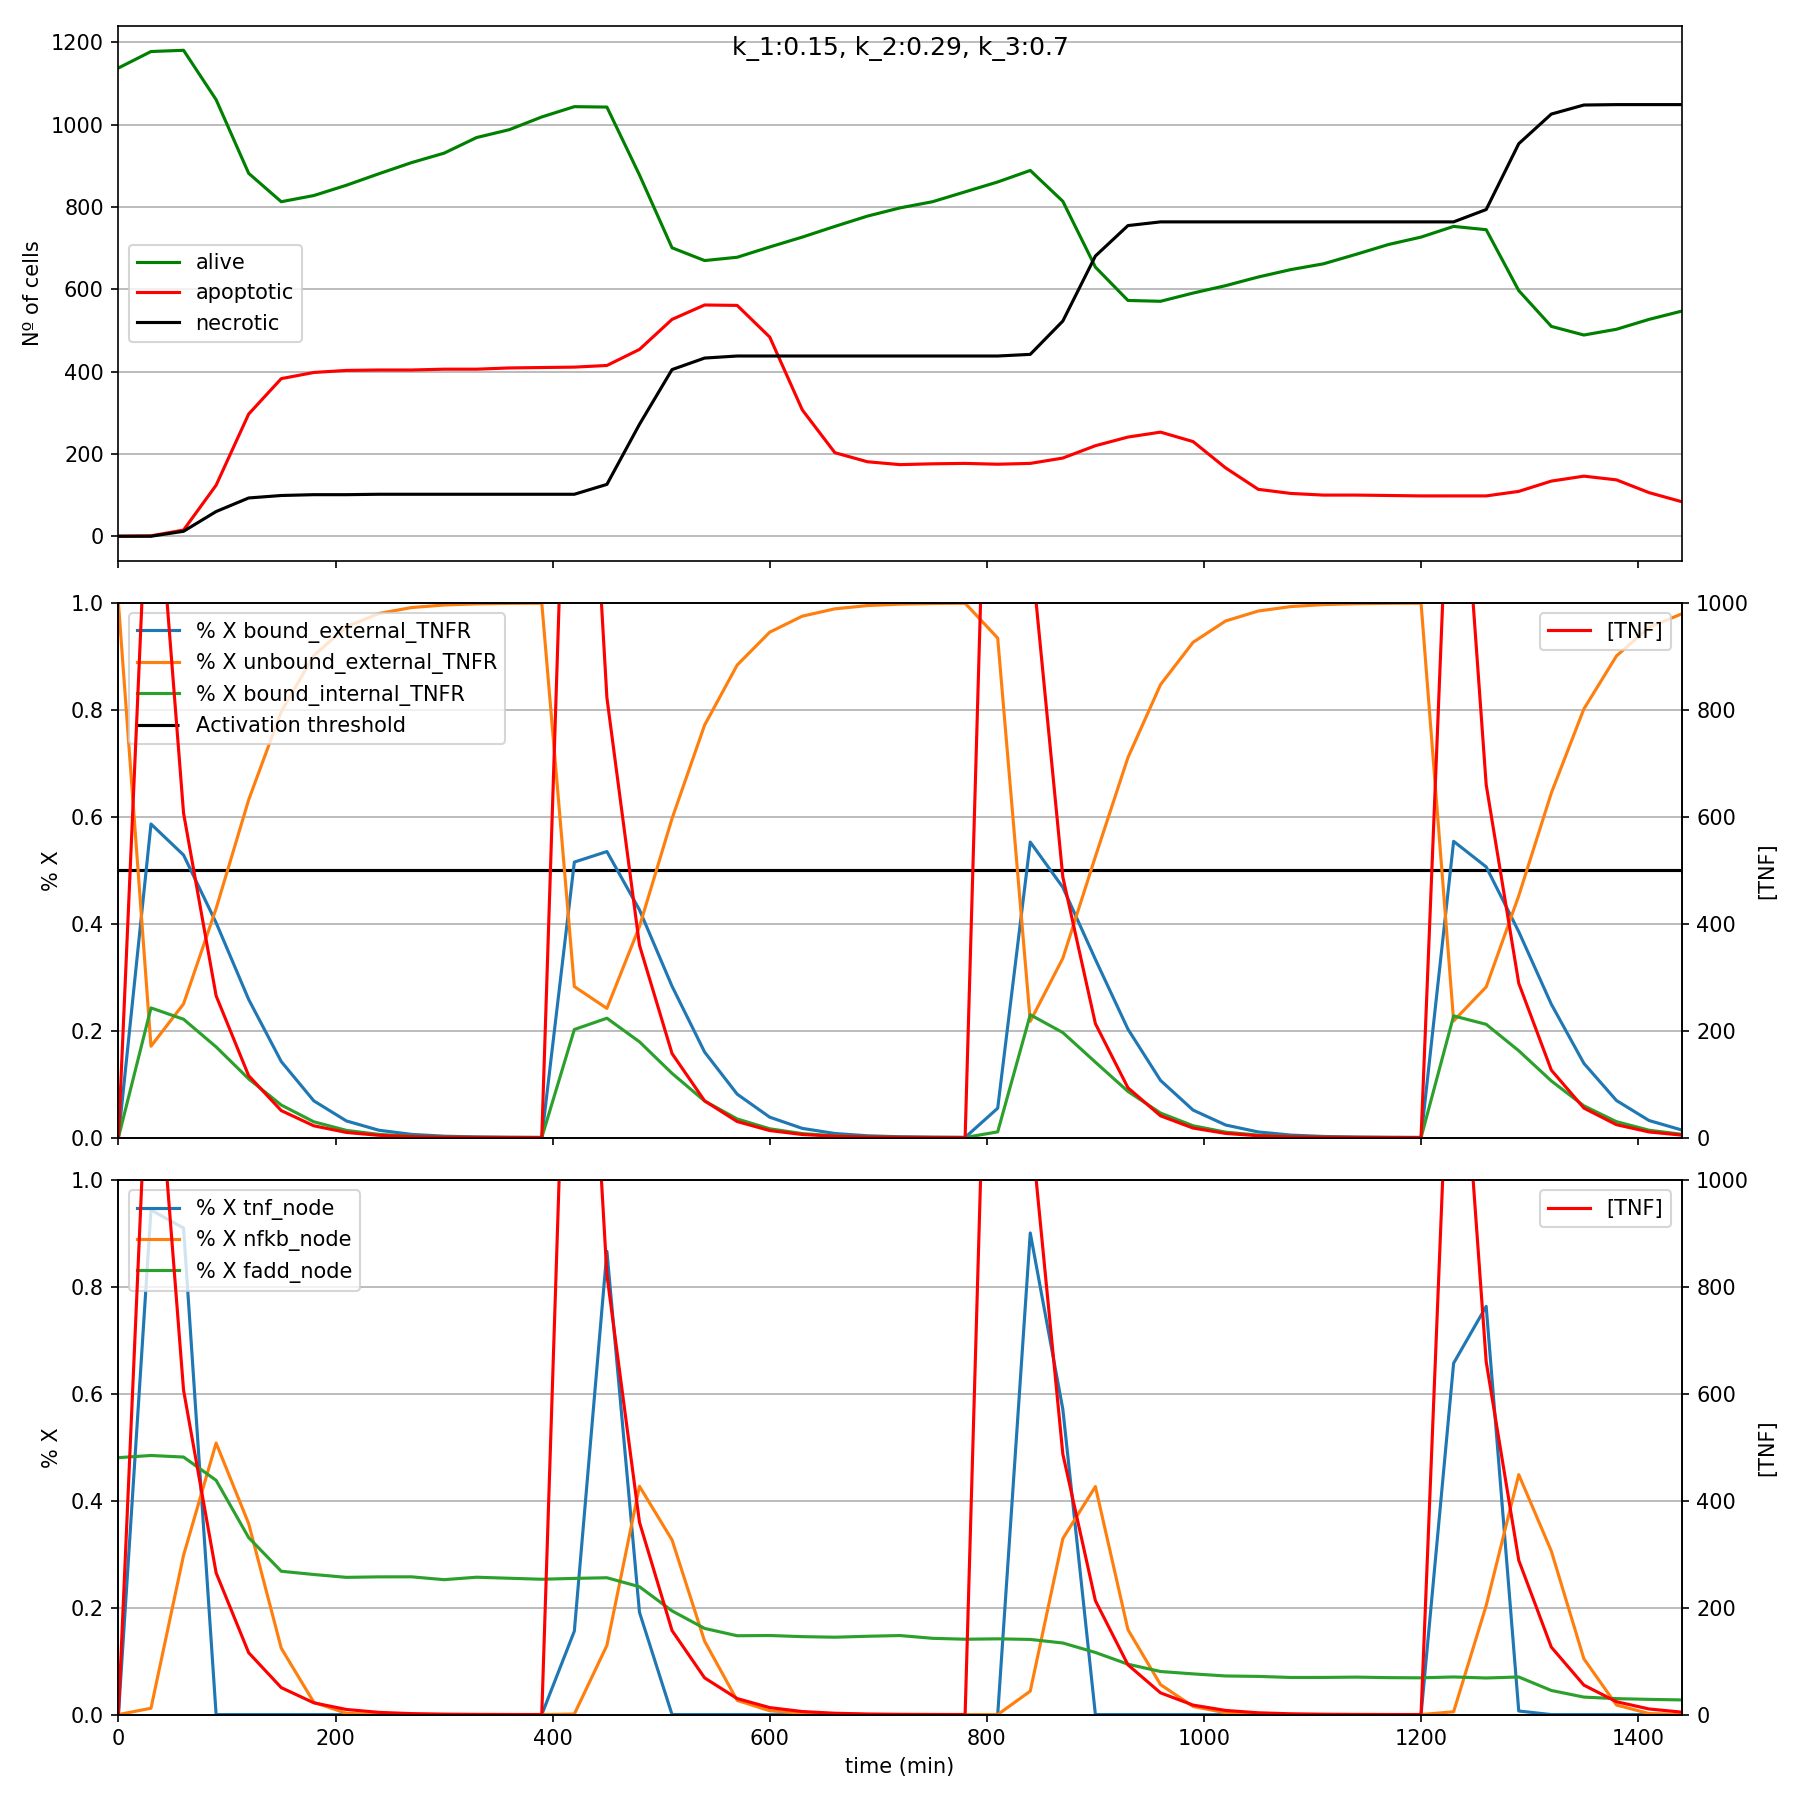 k_1:0.15, k_2:0.29, k_3:0.7
1200
1000
800
600
400
200
0
Nº of cells
alive
apoptotic
necrotic
1.0
0.8
0.6
0.4
0.2
0.0
% X
% X bound_external_TNFR
% X unbound_external_TNFR
% X bound_internal_TNFR
Activation threshold
[TNF]
1000
800
600
400
200
0
[TNF]
1.0
0.8
0.6
0.4
0.2
0.0
% X
% X tnf_node
% X nfkb_node
% X fadd_node
[TNF]
1000
800
600
400
200
0
[TNF]
0 200 400 600 800 1000 1200 1400
time (min)